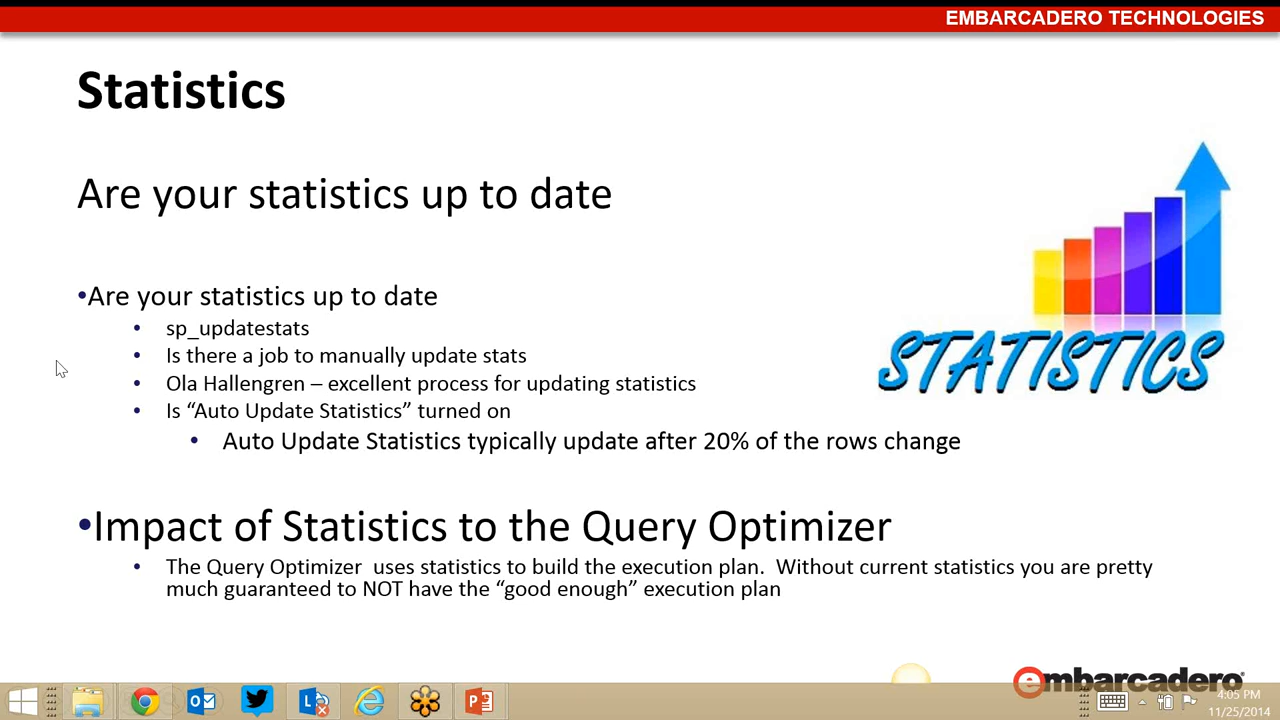 EMBARCADERO TECHNOLOGIES
Statistics
Are your statistics up to date
•Are your statistics up to date
• sp_updatestats
• Is there a job to manually update stats
• Ola Hallengren – excellent process for updating statistics
• Is “Auto Update Statistics” turned on
• Auto Update Statistics typically update after 20% of the rows change
STATISTICS
•Impact of Statistics to the Query Optimizer
• The Query Optimizer uses statistics to build the execution plan. Without current statistics you are pretty
much guaranteed to NOT have the “good enough” execution plan
embarcadero
4:05 PM
11/25/2014